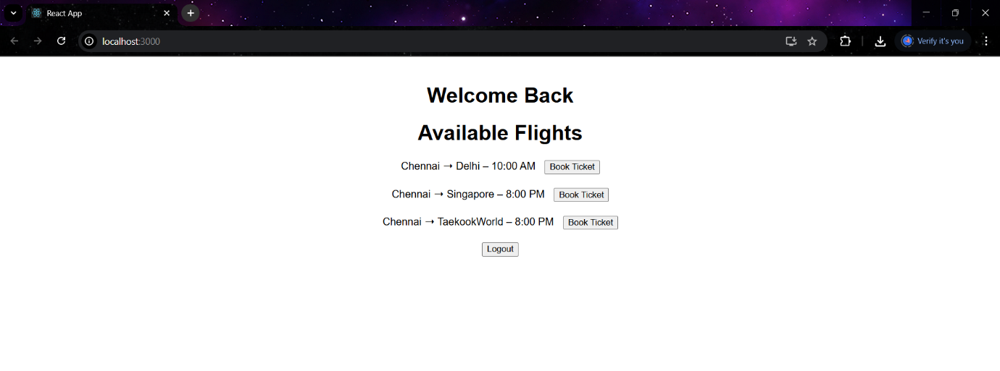 React App
localhost:3000
Verify it's you
Welcome Back
Available Flights
Chennai → Delhi – 10:00 AM Book Ticket
Chennai → Singapore – 8:00 PM Book Ticket
Chennai → TaekookWorld – 8:00 PM Book Ticket
Logout